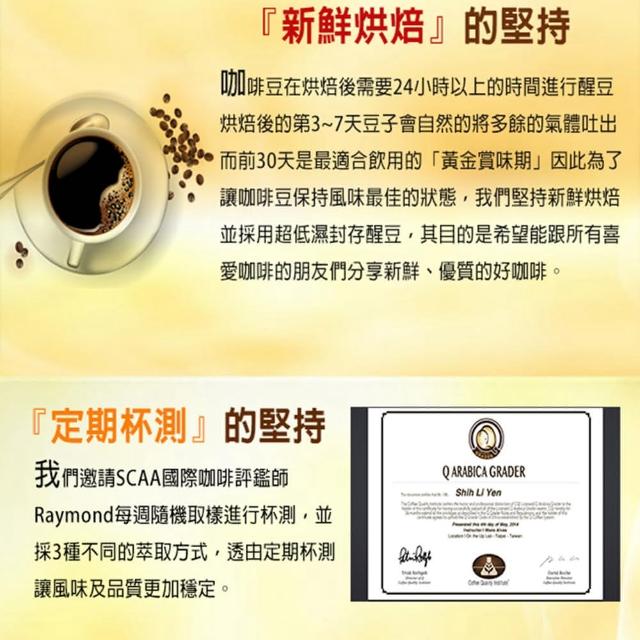 『新鮮烘焙』的堅持
咖啡豆在烘焙後需要24小時以上的時間進行醒豆
烘焙後的第3~7天豆子會自然的將多餘的氣體吐出
而前30天是最適合飲用的「黃金賞味期」因此為了
讓咖啡豆保持風味最佳的狀態，我們堅持新鮮烘焙
並採用超低濕封存醒豆，其目的是希望能跟所有喜
愛咖啡的朋友們分享新鮮、優質的好咖啡。
『定期杯測』的堅持
我們邀請SCAA國際咖啡評鑑師
Raymond每週隨機取樣進行杯測，並
採3種不同的萃取方式，透由定期杯測
讓風味及品質更加穩定。
Q ARABICA GRADER
Shih Li Yen
Coffee Quality Institute